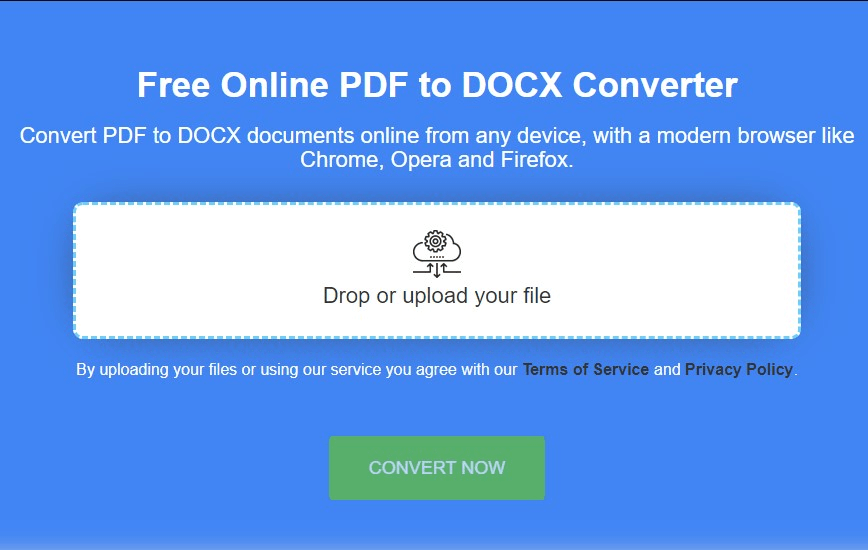 Free Online PDF to DOCX Converter
Convert PDF to DOCX documents online from any device, with a modern browser like
Chrome, Opera and Firefox.
Drop or upload your file
By uploading your files or using our service you agree with our Terms of Service and Privacy Policy.
CONVERT NOW